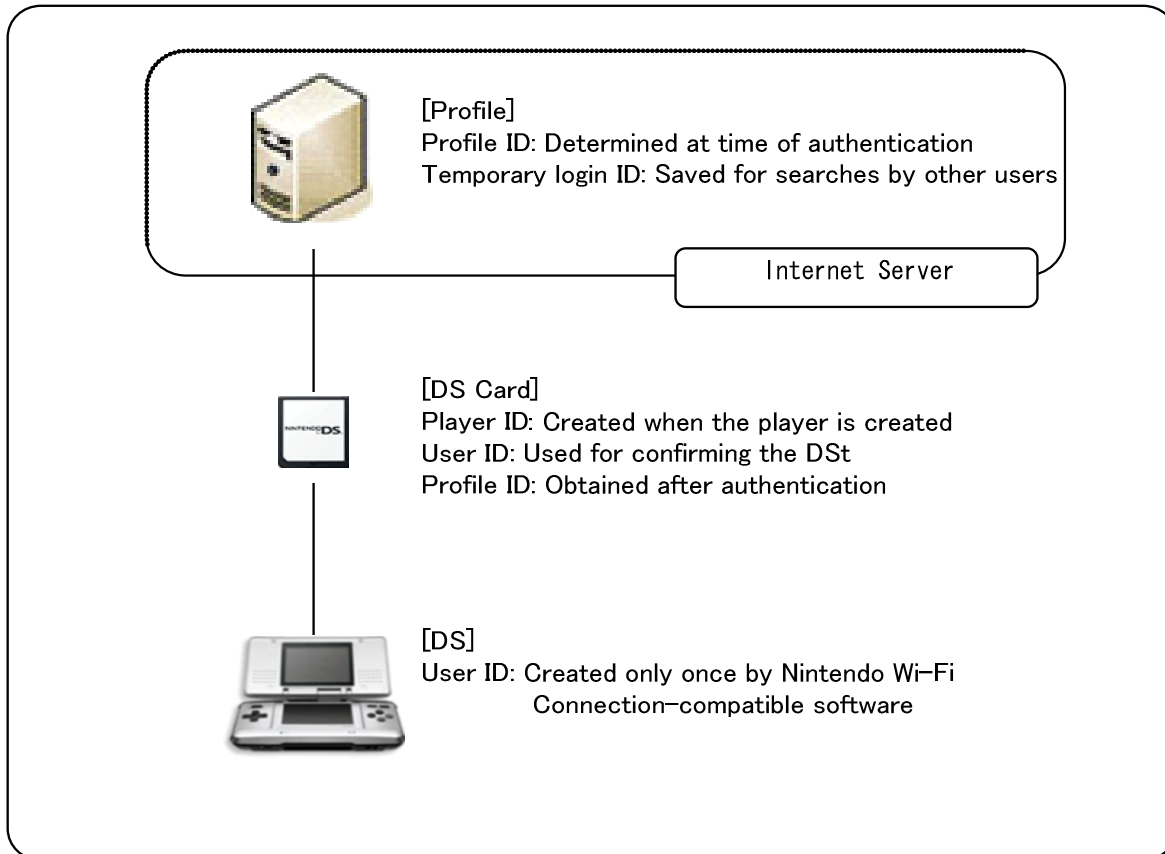 [Profile]
Profile ID: Determined at time of authentication
Temporary login ID: Saved for searches by other users
Internet Server
[DS Card]
Player ID: Created when the player is created
User ID: Used for confirming the DSt
Profile ID: Obtained after authentication
NINTENDO DS
[DS]
User ID: Created only once by Nintendo Wi-Fi
Connection-compatible software